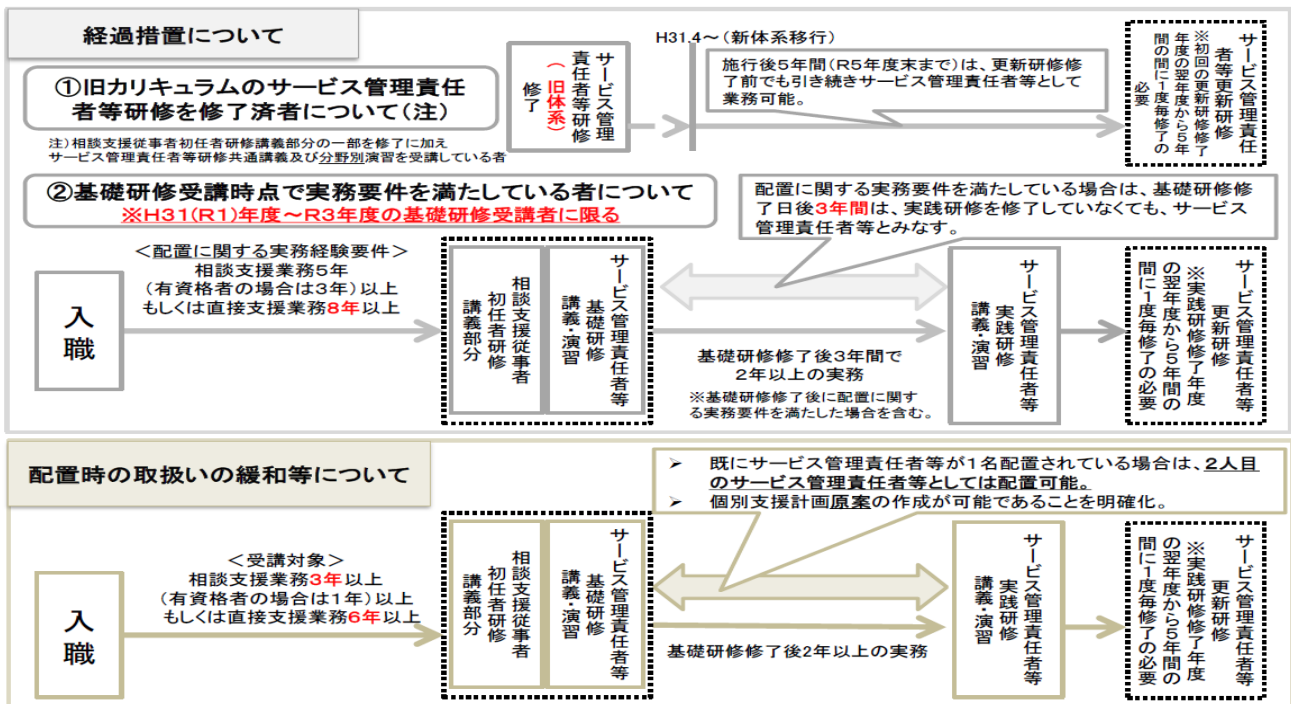 経過措置について
①旧カリキュラムのサービス管理責任
者等研修を修了済者について(注)
注)相談支援従事者初任者研修講義部分の一部を修了に加え
サービス管理責任者等研修共通講義及び分野別演習を受講している者
サービス管理
責任者等研修
(旧体系)
修了
H31.4~(新体系移行)
施行後5年間(R5年度末まで)は、更新研修修
了前でも引き続きサービス管理責任者等として
業務可能。
サービス管理責任
者等更新研修
※初回の更新研修修了
年度の翌年度から5年
間の間に1度毎修了の
必要
②基礎研修受講時点で実務要件を満たしている者について
※H31(R1)年度~R3年度の基礎研修受講者に限る
配置に関する実務要件を満たしている場合は、基礎研修修
了日後3年間は、実践研修を修了していなくても、サービス
管理責任者等とみなす。
入職
<配置に関する実務経験要件>
相談支援業務5年
(有資格者の場合は3年)以上
もしくは直接支援業務8年以上
相談支援従事者
初任者研修
講義部分
サービス管理責任者等
基礎研修
講義・演習
基礎研修修了後3年間で
2年以上の実務
※基礎研修修了後に配置に関す
る実務要件を満たした場合を含む。
サービス管理責任者等
実践研修
講義・演習
サービス管理責任者等
更新研修
※実践研修修了年度
の翌年度から5年間の
間に1度毎修了の必要
配置時の取扱いの緩和等について
➢ 既にサービス管理責任者等が1名配置されている場合は、2人目
のサービス管理責任者等としては配置可能。
➢ 個別支援計画原案の作成が可能であることを明確化。
入職
<受講対象>
相談支援業務3年以上
(有資格者の場合は1年)以上
もしくは直接支援業務6年以上
相談支援従事者
初任者研修
講義部分
サービス管理責任者等
基礎研修
講義・演習
基礎研修修了後2年以上の実務
サービス管理責任者等
実践研修
講義・演習
サービス管理責任者等
更新研修
※実践研修修了年度
の翌年度から5年間の
間に1度毎修了の必要